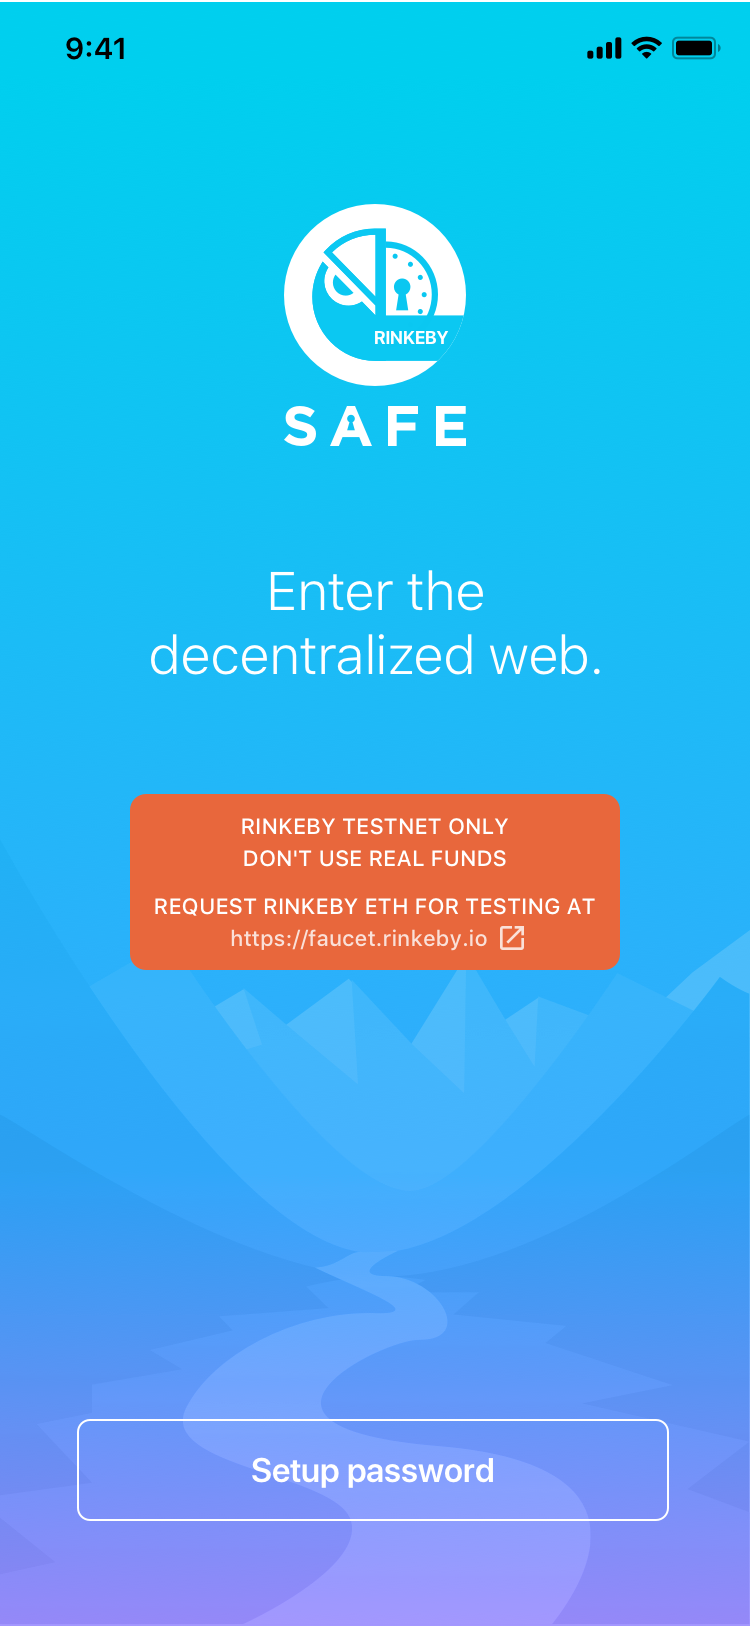 9:41
RINKEBY
SAFE
Enter the
decentralized web.
RINKEBY TESTNET ONLY
DON'T USE REAL FUNDS
REQUEST RINKEBY ETH FOR TESTING AT
https://faucet.rinkeby.io
Setup password